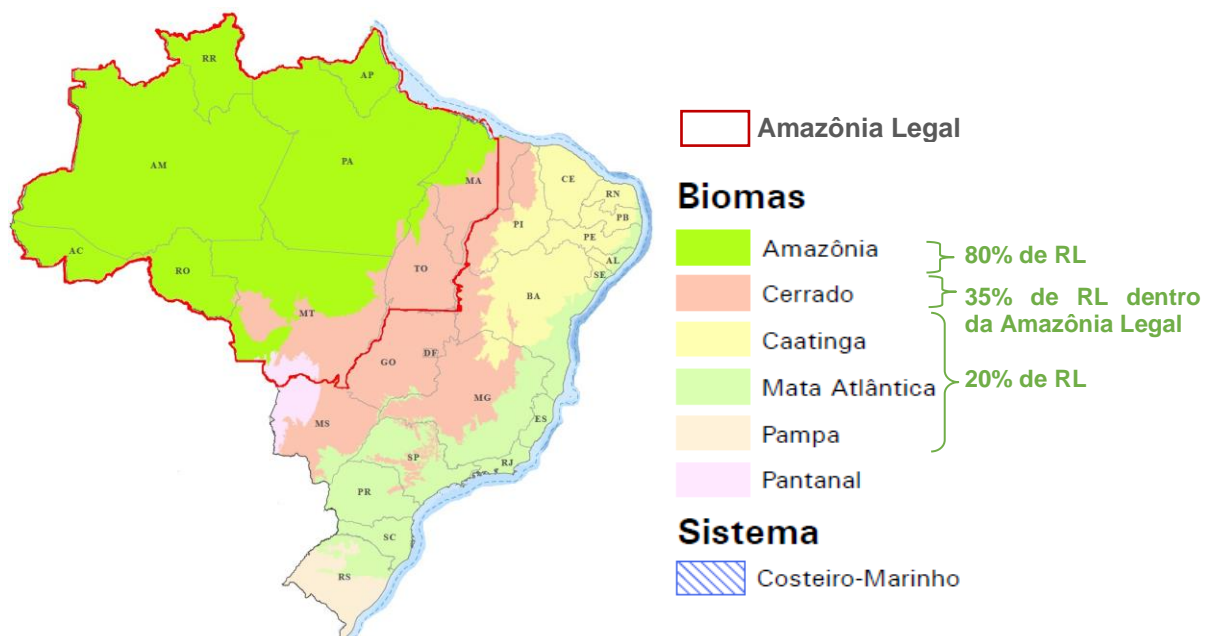 RR
AP
AM
PA
MA
CE
RN
PB
PE
AL
SE
PI
AC
RO
TO
BA
MT
GO
DF
MG
ES
MS
SP
RJ
PR
SC
RS
Amazônia Legal
Biomas
Amazônia
80% de RL
Cerrado
35% de RL dentro
da Amazônia Legal
Caatinga
Mata Atlântica
20% de RL
Pampa
Pantanal
Sistema
Costeiro-Marinho